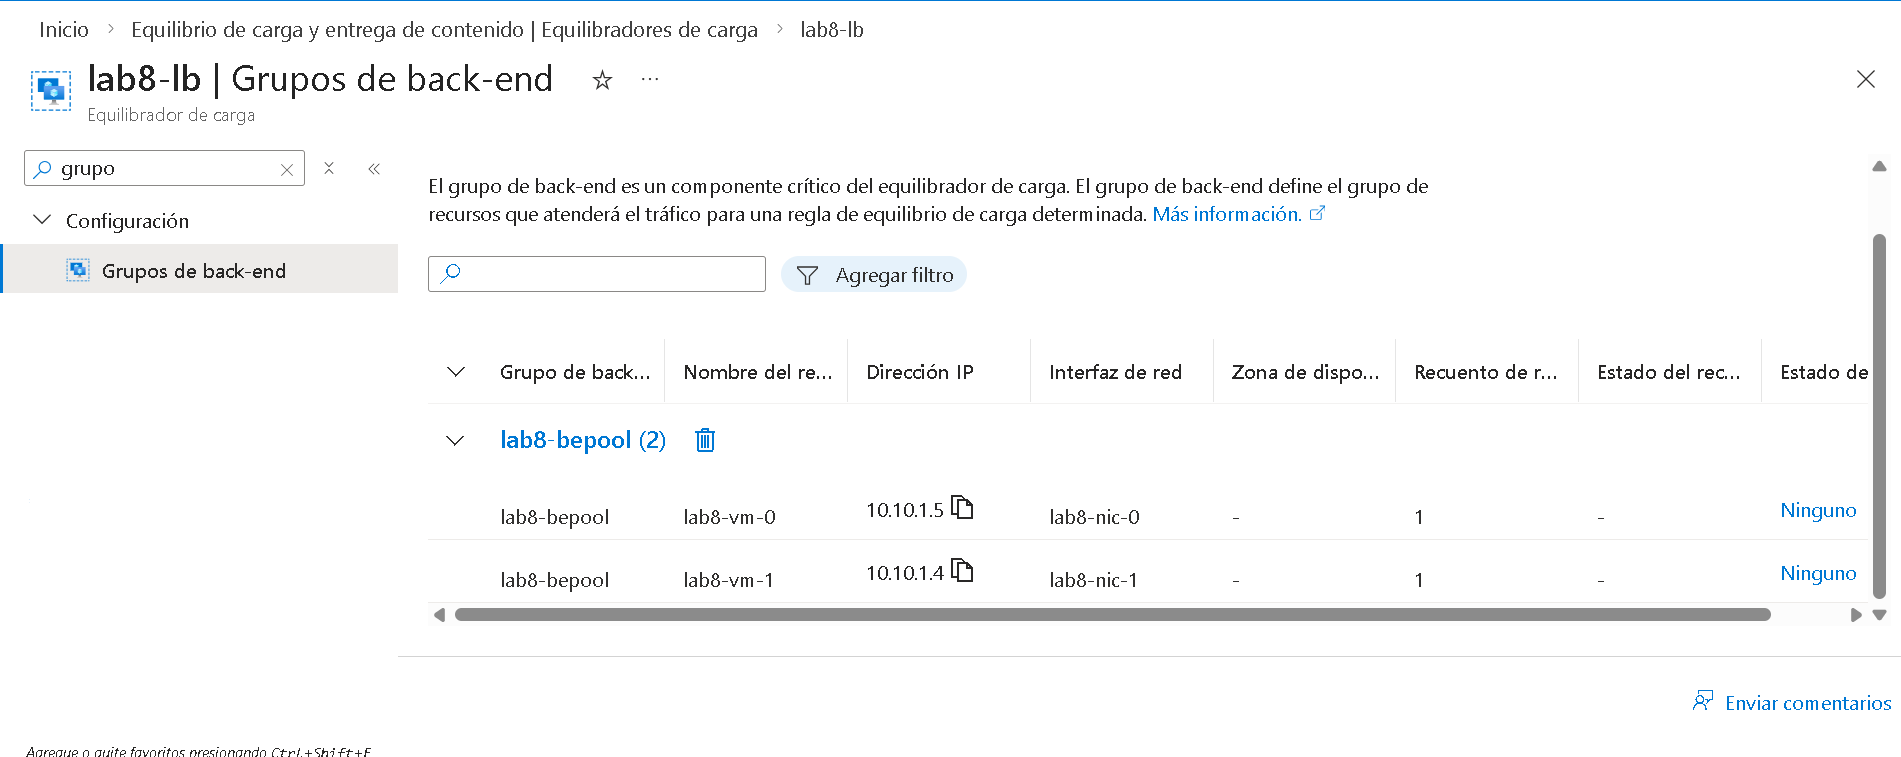 Inicio > Equilibrio de carga y entrega de contenido | Equilibradores de carga > lab8-lb
lab8-lb | Grupos de back-end ☆ ···
Equilibrador de carga
grupo
Configuración
Grupos de back-end
El grupo de back-end es un componente crítico del equilibrador de carga. El grupo de back-end define el grupo de
recursos que atenderá el tráfico para una regla de equilibrio de carga determinada. Más información.
Agregar filtro
Grupo de back... Nombre del re... Dirección IP Interfaz de red Zona de dispo... Recuento de r... Estado del rec... Estado de
lab8-bepool (2)
lab8-bepool lab8-vm-0 10.10.1.5 lab8-nic-0 - 1 - Ninguno
lab8-bepool lab8-vm-1 10.10.1.4 lab8-nic-1 - 1 - Ninguno
Enviar comentarios
Agregue o quite favoritos presionando Ctrl+Shift+F